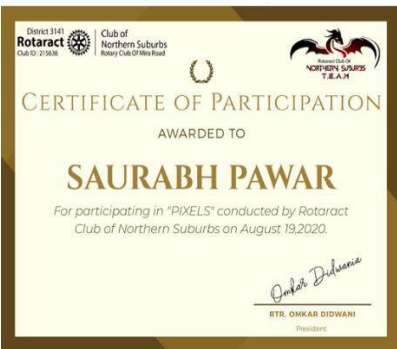 District 3141
Rotaract
Club ID : 215636
Club of
Northern Suburbs
Rotary Club Of Mira Road
Rotaract Club Of
NORTHERN SUBURBS
T.E.A.M
CERTIFICATE OF PARTICIPATION
AWARDED TO
SAURABH PAWAR
For participating in "PIXELS" conducted by Rotaract
Club of Northern Suburbs on August 19,2020.
Omkar Didwania
RTR. OMKAR DIDWANI
President